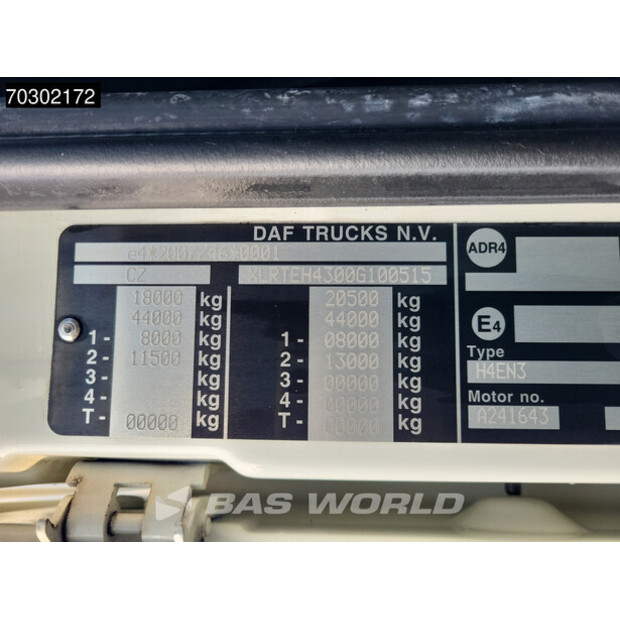 70302172
DAF TRUCKS N.V.
e4*2007/46*0001
CZ XLRTEH4300G100515
18000 kg 20500 kg
44000 kg 44000 kg
1- 8000 kg 1- 08000 kg
2- 11500 kg 2- 13000 kg
3- kg 3- 00000 kg
4- kg 4- 00000 kg
T- 00000 kg T- 00000 kg
ADR4
E4
Type
H4EN3
Motor no.
A241643
BAS WORLD